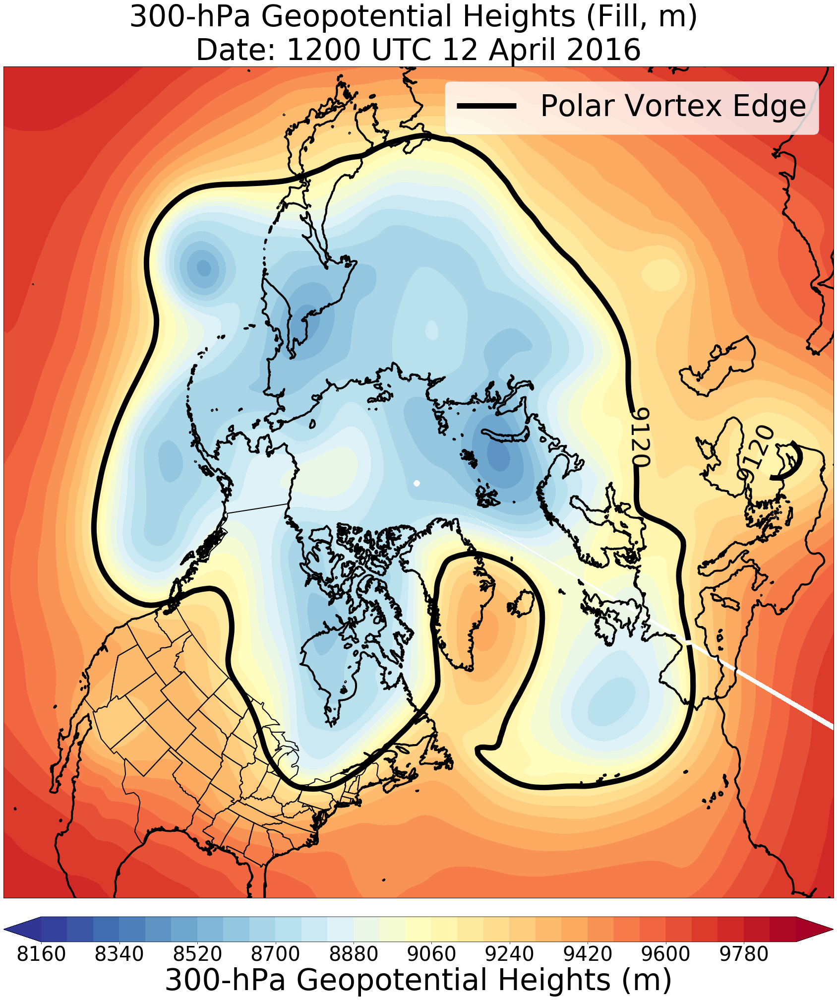 300-hPa Geopotential Heights (Fill, m)
Date: 1200 UTC 12 April 2016
Polar Vortex Edge
9120
9120
8160 8340 8520 8700 8880 9060 9240 9420 9600 9780
300-hPa Geopotential Heights (m)